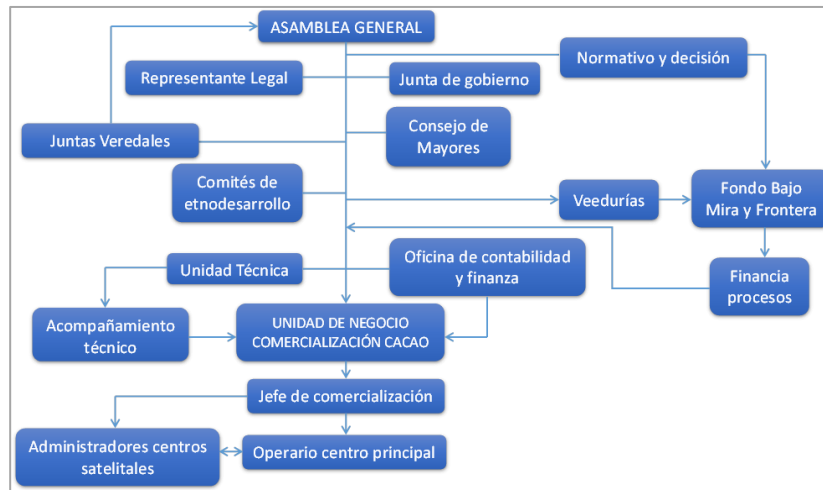 ASAMBLEA GENERAL
Normativo y decisión
Representante Legal
Junta de gobierno
Juntas Veredales
Consejo de
Mayores
Comités de
etnodesarrollo
Veedurías
Fondo Bajo
Mira y Frontera
Unidad Técnica
Oficina de contabilidad
y finanza
Financia
procesos
Acompañamiento
técnico
UNIDAD DE NEGOCIO
COMERCIALIZACIÓN CACAO
Jefe de comercialización
Administradores centros
satelitales
Operario centro principal